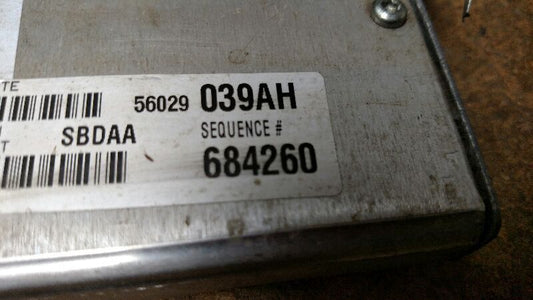 TE
56029 039AH
SBDAA SEQUENCE #
T
684260